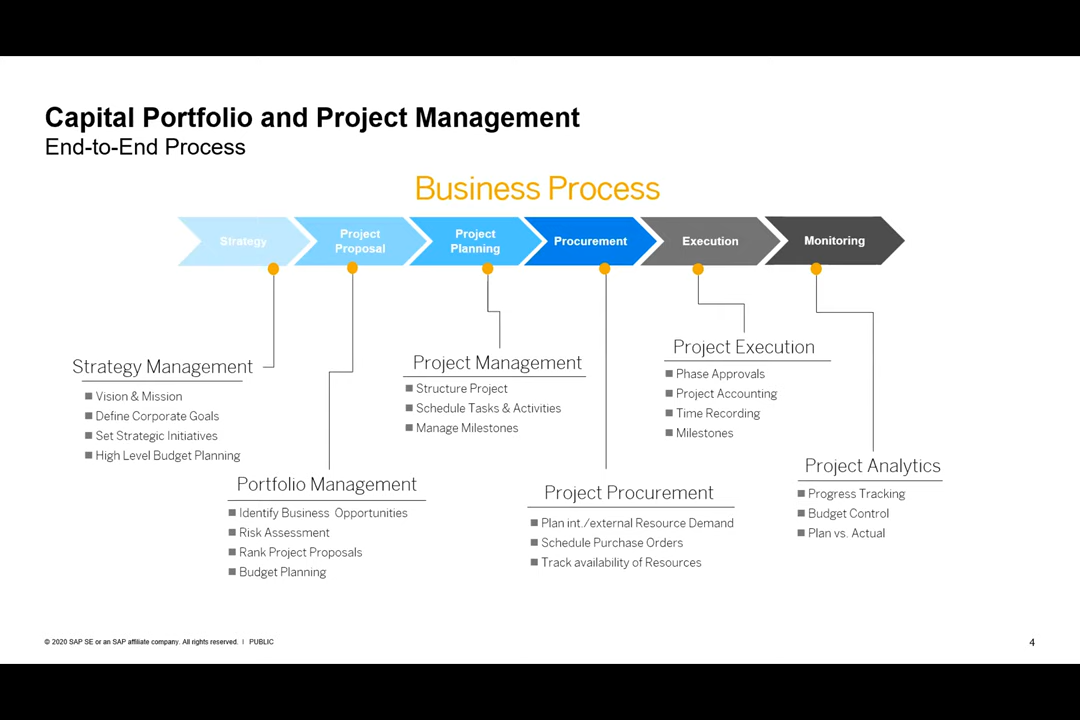 Capital Portfolio and Project Management
End-to-End Process
Business Process
Strategy
Project
Proposal
Project
Planning
Procurement
Execution
Monitoring
Strategy Management
Vision & Mission
Define Corporate Goals
Set Strategic Initiatives
High Level Budget Planning
Portfolio Management
Identify Business Opportunities
Risk Assessment
Rank Project Proposals
Budget Planning
Project Management
Structure Project
Schedule Tasks & Activities
Manage Milestones
Project Procurement
Plan int./external Resource Demand
Schedule Purchase Orders
Track availability of Resources
Project Execution
Phase Approvals
Project Accounting
Time Recording
Milestones
Project Analytics
Progress Tracking
Budget Control
Plan vs. Actual
© 2020 SAP SE or an SAP affiliate company. All rights reserved. | PUBLIC
4